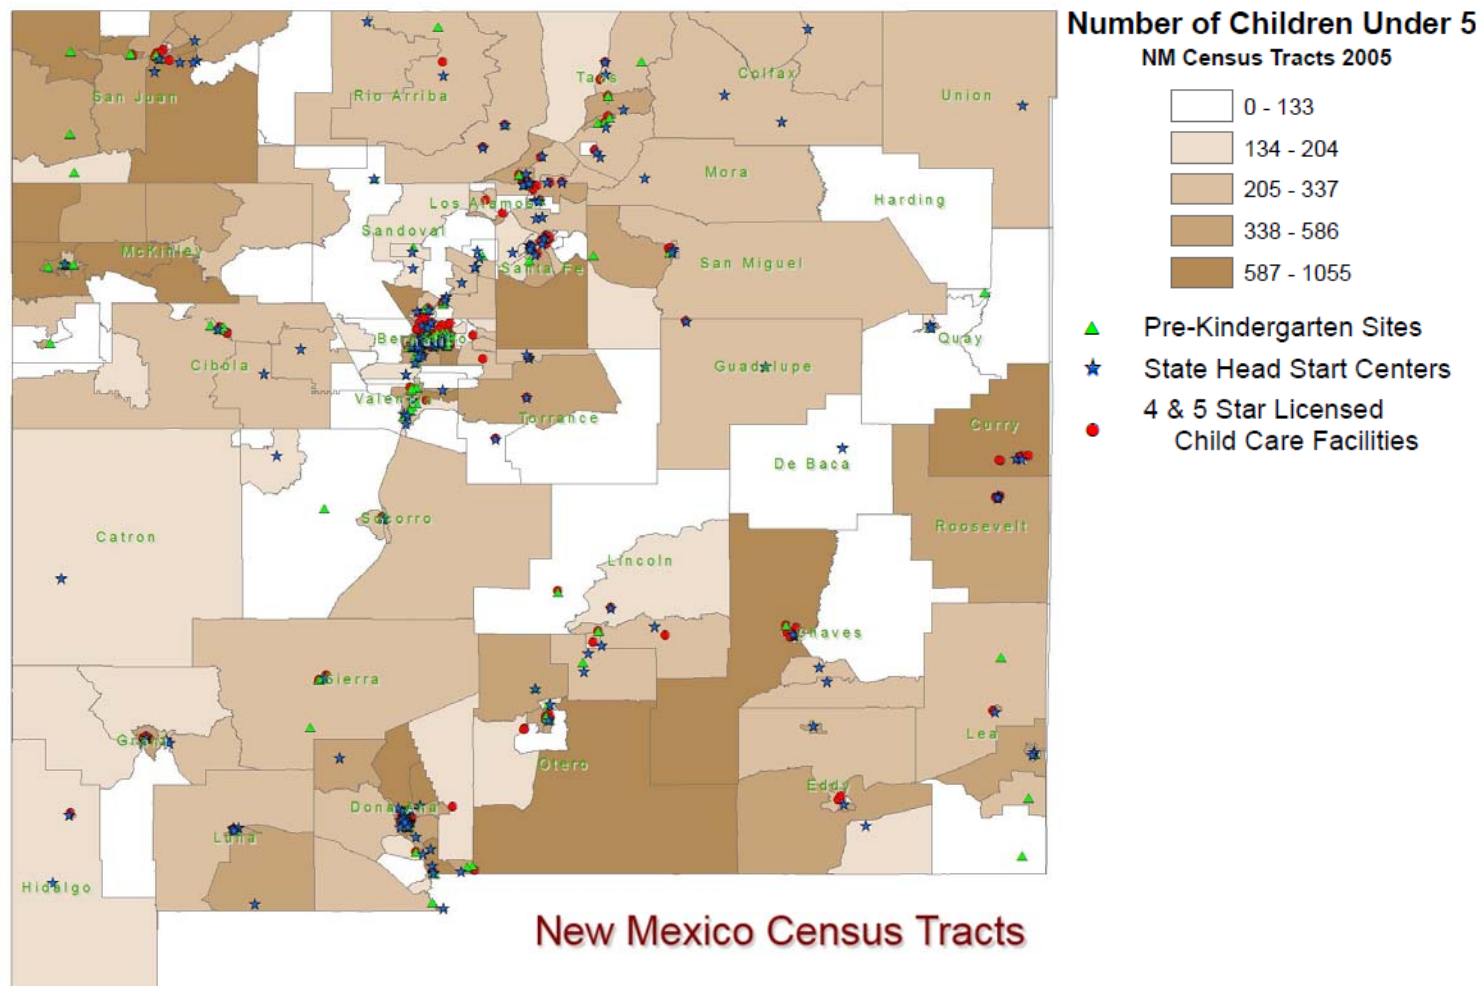 Number of Children Under 5
NM Census Tracts 2005
0 - 133
134 - 204
205 - 337
338 - 586
587 - 1055
Pre-Kindergarten Sites
State Head Start Centers
4 & 5 Star Licensed
Child Care Facilities
San Juan
Rio Arriba
Taos
Colfax
Union
Mora
Harding
Los Alamos
Sandoval
McKinley
Santa Fe
San Miguel
Bernalillo
Quay
Cibola
Guadalupe
Valencia
Torrance
Curry
De Baca
Socorro
Roosevelt
Catron
Lincoln
Chaves
Sierra
Grant
Lea
Otero
Eddy
Dona Ana
Luna
Hidalgo
New Mexico Census Tracts